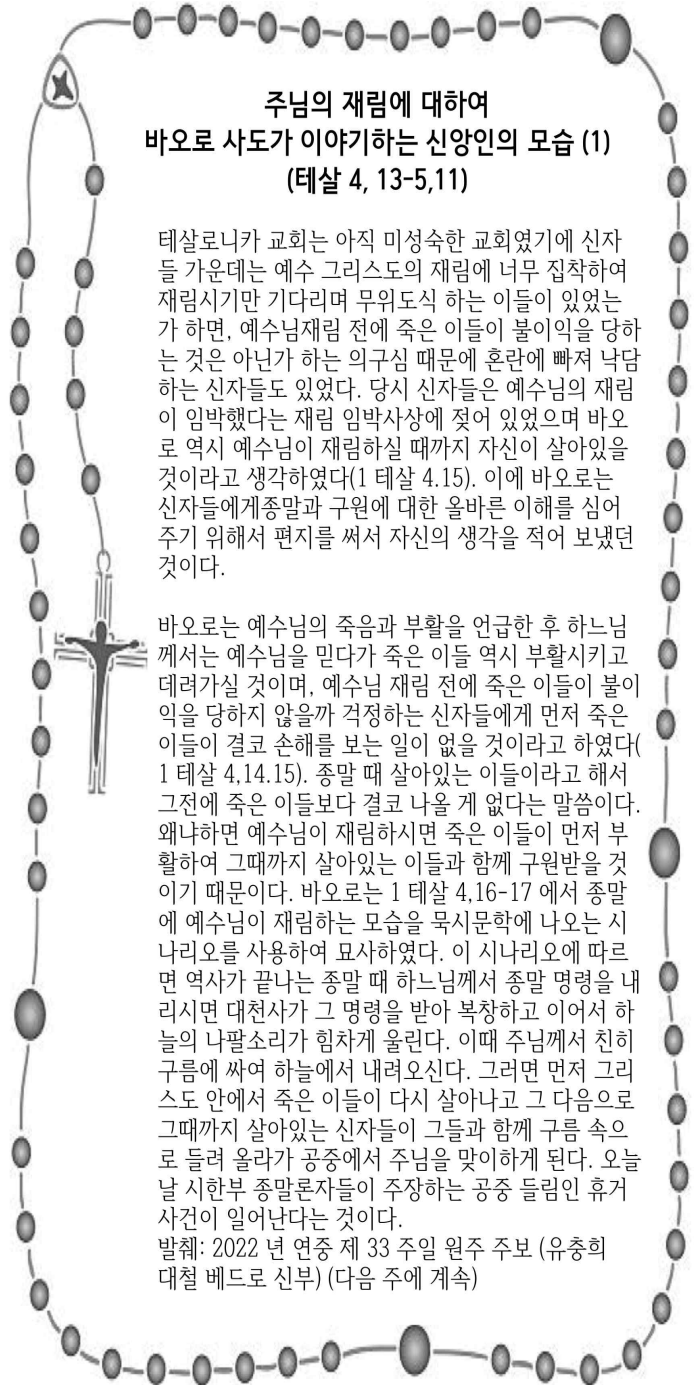 주님의 재림에 대하여
바오로 사도가 이야기하는 신앙인의 모습 (1)
(테살 4, 13-5,11)
테살로니카 교회는 아직 미성숙한 교회였기에 신자
들 가운데는 예수 그리스도의 재림에 너무 집착하여
재림시기만 기다리며 무위도식 하는 이들이 있었는
가 하면, 예수님재림 전에 죽은 이들이 불이익을 당하
는 것은 아닌가 하는 의구심 때문에 혼란에 빠져 낙담
하는 신자들도 있었다. 당시 신자들은 예수님의 재림
이 임박했다는 재림 임박사상에 젖어 있었으며 바오
로 역시 예수님이 재림하실 때까지 자신이 살아있을
것이라고 생각하였다(1 테살 4.15). 이에 바오로는
신자들에게종말과 구원에 대한 올바른 이해를 심어
주기 위해서 편지를 써서 자신의 생각을 적어 보냈던
것이다.
바오로는 예수님의 죽음과 부활을 언급한 후 하느님
께서는 예수님을 믿다가 죽은 이들 역시 부활시키고
데려가실 것이며, 예수님 재림 전에 죽은 이들이 불이
익을 당하지 않을까 걱정하는 신자들에게 먼저 죽은
이들이 결코 손해를 보는 일이 없을 것이라고 하였다(
1 테살 4,14.15). 종말 때 살아있는 이들이라고 해서
그전에 죽은 이들보다 결코 나올 게 없다는 말씀이다.
왜냐하면 예수님이 재림하시면 죽은 이들이 먼저 부
활하여 그때까지 살아있는 이들과 함께 구원받을 것
이기 때문이다. 바오로는 1 테살 4,16-17 에서 종말
에 예수님이 재림하는 모습을 묵시문학에 나오는 시
나리오를 사용하여 묘사하였다. 이 시나리오에 따르
면 역사가 끝나는 종말 때 하느님께서 종말 명령을 내
리시면 대천사가 그 명령을 받아 복창하고 이어서 하
늘의 나팔소리가 힘차게 울린다. 이때 주님께서 친히
구름에 싸여 하늘에서 내려오신다. 그러면 먼저 그리
스도 안에서 죽은 이들이 다시 살아나고 그 다음으로
그때까지 살아있는 신자들이 그들과 함께 구름 속으
로 들려 올라가 공중에서 주님을 맞이하게 된다. 오늘
날 시한부 종말론자들이 주장하는 공중 들림인 휴거
사건이 일어난다는 것이다.
발췌: 2022 년 연중 제 33 주일 원주 주보 (유충희
대철 베드로 신부) (다음 주에 계속)